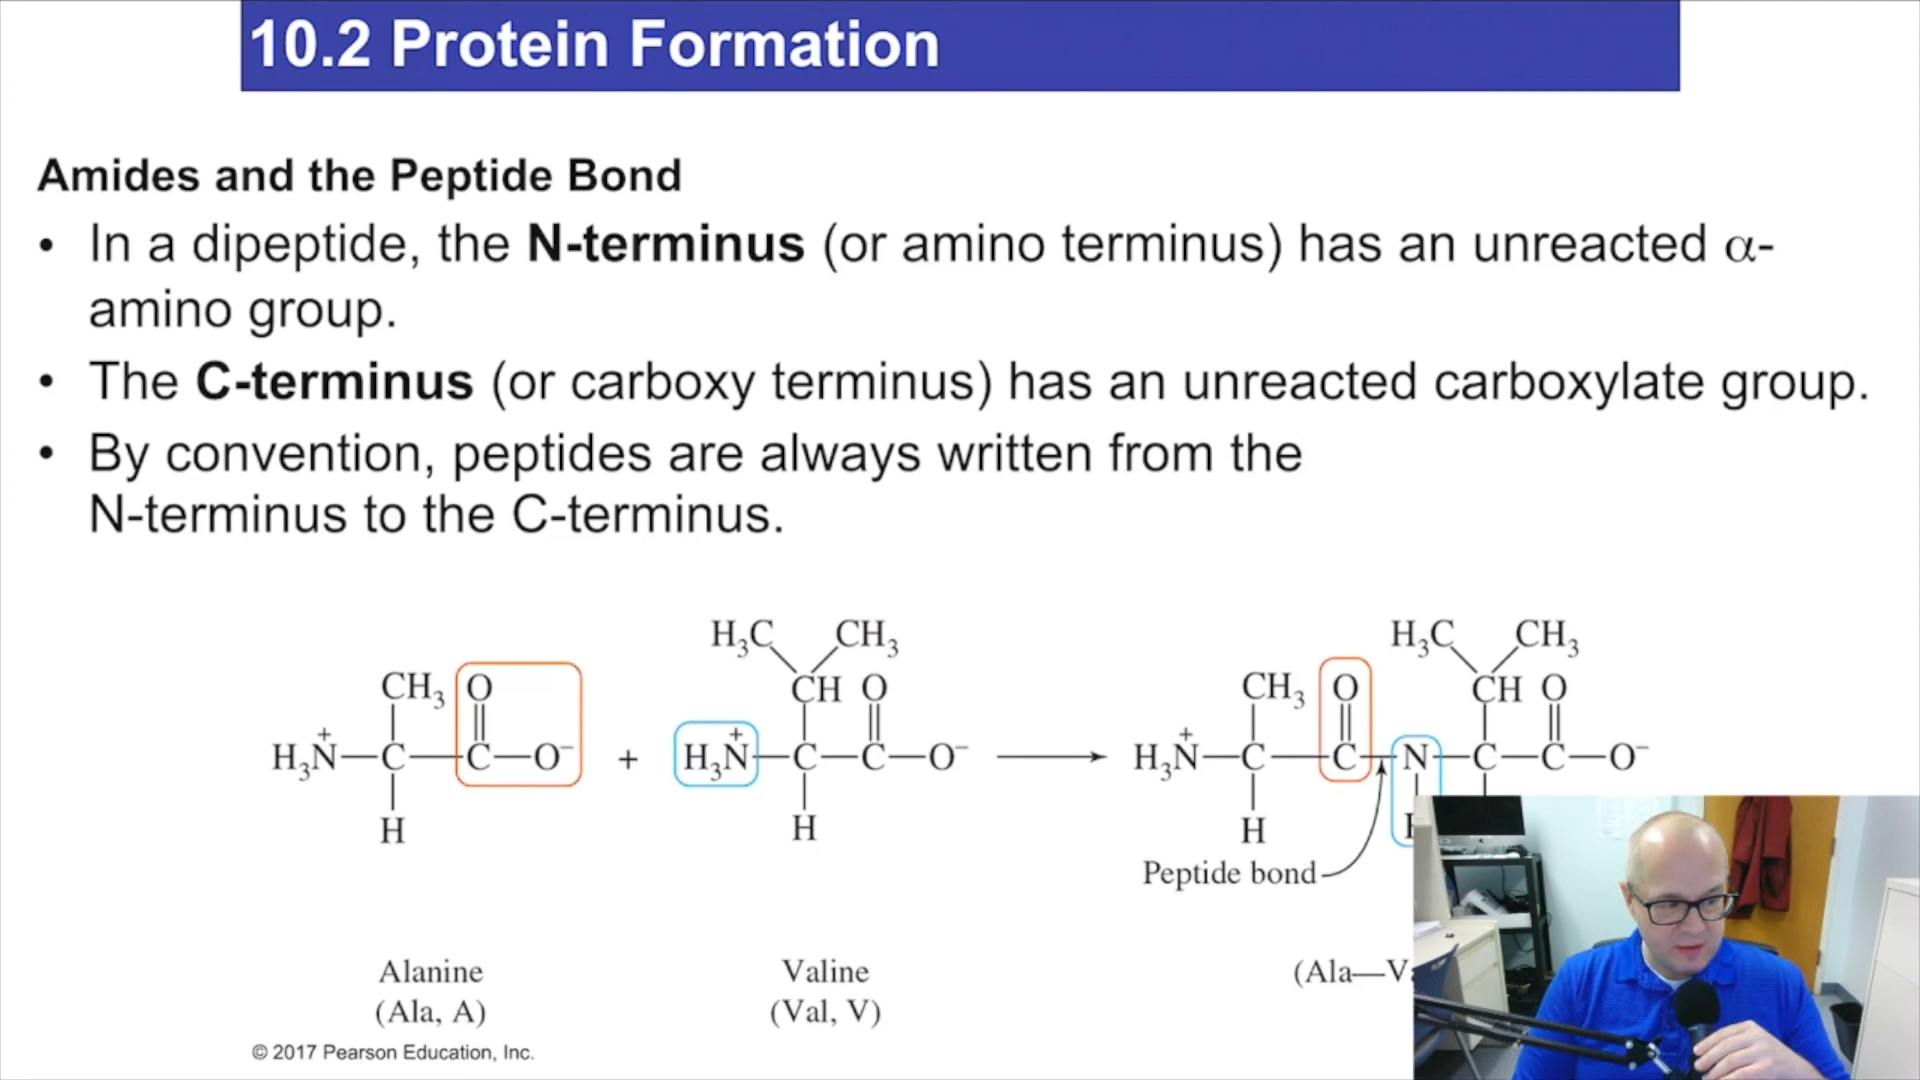 10.2 Protein Formation
Amides and the Peptide Bond
• In a dipeptide, the N-terminus (or amino terminus) has an unreacted α-
amino group.
• The C-terminus (or carboxy terminus) has an unreacted carboxylate group.
• By convention, peptides are always written from the
N-terminus to the C-terminus.
H₃C CH₃ H₃C CH₃
CH₃ O CH O CH₃ O CH O
H₃N⁺—C—C—O⁻ + H₃N⁺—C—C—O⁻ ⟶ H₃N⁺—C—C—N—C—C—O⁻
H H H
Peptide bond
Alanine Valine
(Ala, A) (Val, V) (Ala—V
© 2017 Pearson Education, Inc.